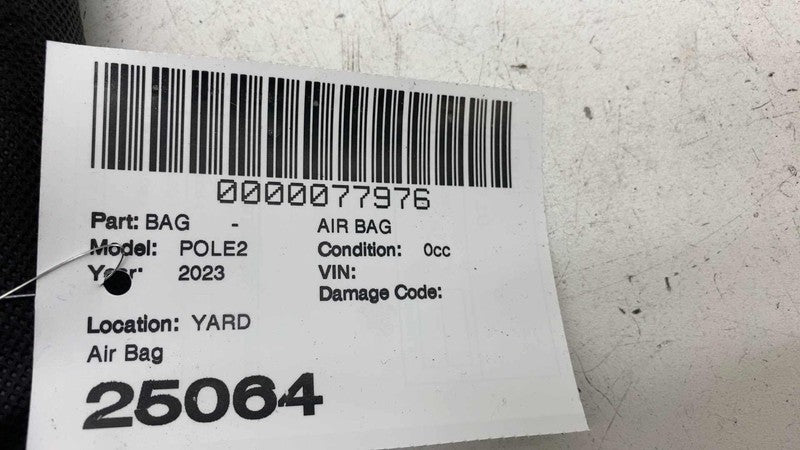 0000077976
Part: BAG - AIR BAG
Model: POLE2 Condition: 0cc
Year: 2023 VIN:
Damage Code:
Location: YARD
Air Bag
25064